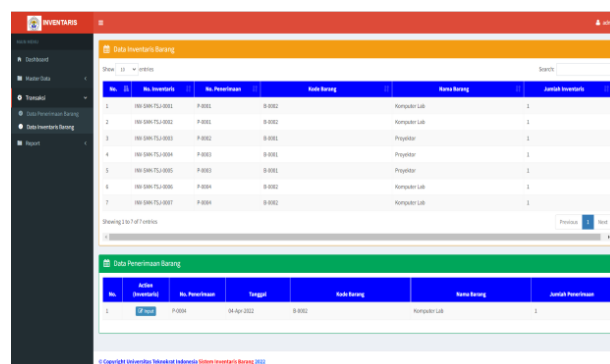 INVENTARIS
MAIN MENU
Dashboard
Master Data
Transaksi
Data Penerimaan Barang
Data Inventaris Barang
Report
Data Inventaris Barang
Show 10 entries Search:
No. No. Inventaris No. Penerimaan Kode Barang Nama Barang Jumlah Inventaris
1 INV-SMK-TSJ-0001 P-0001 B-0002 Komputer Lab 1
2 INV-SMK-TSJ-0002 P-0001 B-0002 Komputer Lab 1
3 INV-SMK-TSJ-0003 P-0002 B-0001 Proyektor 1
4 INV-SMK-TSJ-0004 P-0003 B-0001 Proyektor 1
5 INV-SMK-TSJ-0005 P-0003 B-0001 Proyektor 1
6 INV-SMK-TSJ-0006 P-0004 B-0002 Komputer Lab 1
7 INV-SMK-TSJ-0007 P-0004 B-0002 Komputer Lab 1
Showing 1 to 7 of 7 entries Previous 1 Next
Data Penerimaan Barang
No. Action (Inventaris) No. Penerimaan Tanggal Kode Barang Nama Barang Jumlah Penerimaan
1 Input P-0004 04-Apr-2022 B-0002 Komputer Lab 1
© Copyright Universitas Teknokrat Indonesia Sistem Inventaris Barang 2022